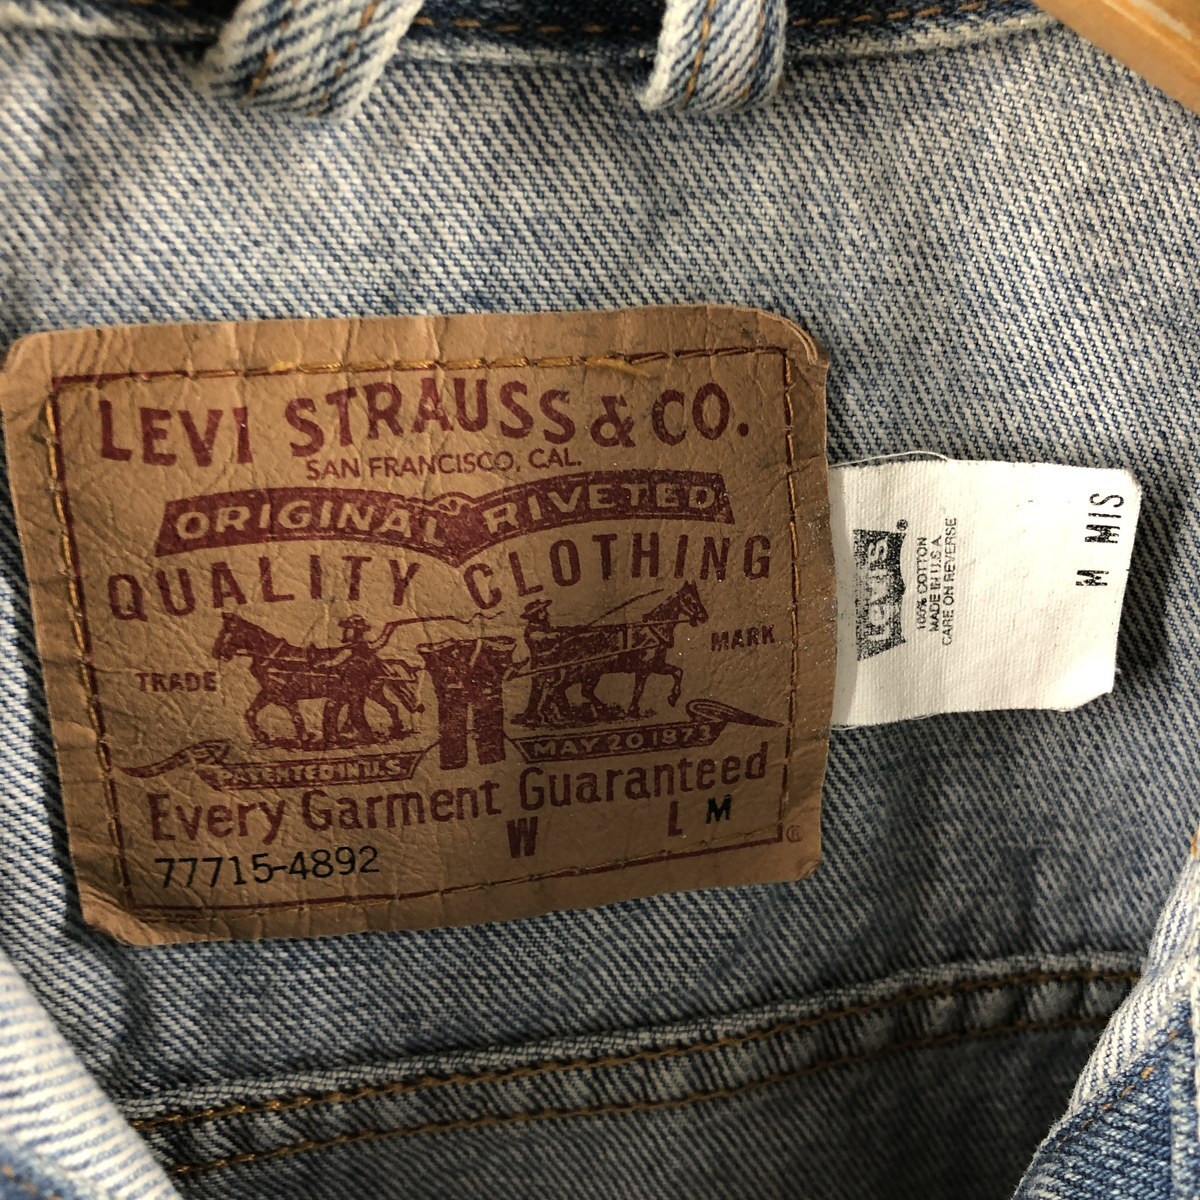 LEVI STRAUSS & CO.
SAN FRANCISCO, CAL.
ORIGINAL RIVETED
QUALITY CLOTHING
TRADE MARK
PATENTED IN U.S. MAY 20 1873
Every Garment Guaranteed
W L M
77715-4892
®
LEVI'S®
100% COTTON
MADE IN U.S.A.
CARE ON REVERSE
M MIS